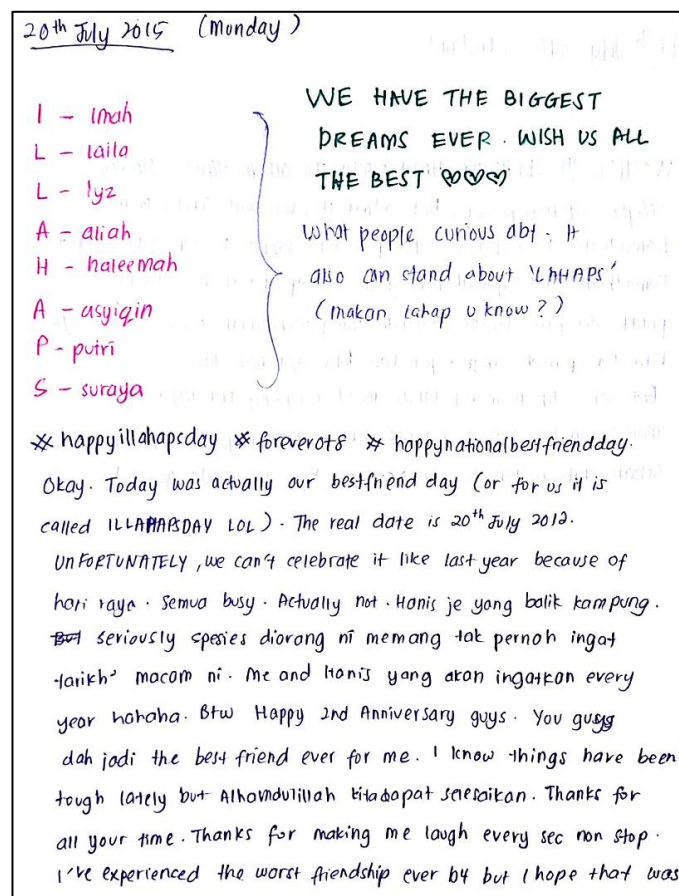 20th July 2015 (Monday)
I - Imah
L - laila
L - lyz
A - aliah
H - haleemah
A - asyiqin
P - putri
S - suraya
WE HAVE THE BIGGEST
DREAMS EVER. WISH US ALL
THE BEST ♡♡♡
What people curious abt. It
also can stand about 'LAHAPS'
(makan lahap u know?)
* happyillahapsday * foreverot8 * happynationalbestfriendday.
Okay. Today was actually our bestfriend day (or for us it is
called ILLAHAPSDAY LOL). The real date is 20th July 2012.
UNFORTUNATELY, we can't celebrate it like last year because of
hari raya. Semua busy. Actually not. Hanis je yang balik kampung.
But seriously spesies diorang ni memang tak pernah ingat
tarikh² macam ni. Me and Hanis yang akan ingatkan every
year hahaha. Btw Happy 2nd Anniversary guys. You guys
dah jadi the best friend ever for me. I know things have been
tough lately but Alhamdulillah kita dapat selesaikan. Thanks for
all your time. Thanks for making me laugh every sec non stop.
I've experienced the worst friendship ever b4 but I hope that was